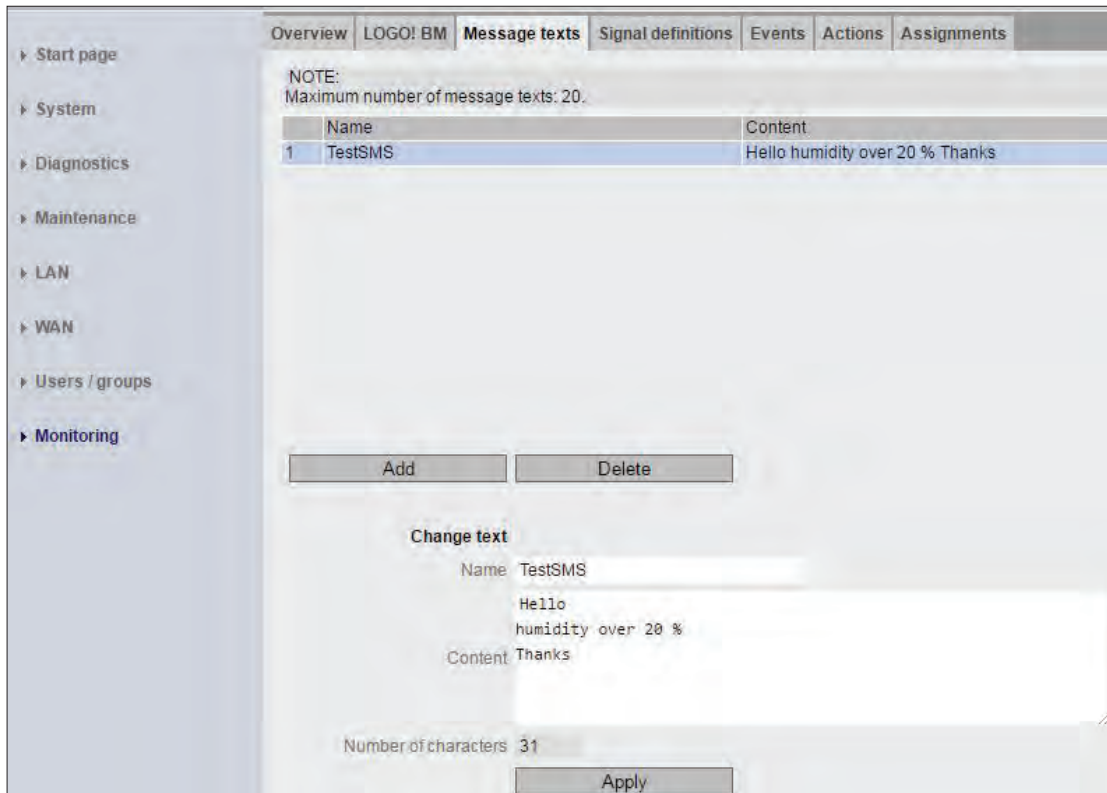 Overview LOGO! BM Message texts Signal definitions Events Actions Assignments
Start page
System
Diagnostics
Maintenance
LAN
WAN
Users / groups
Monitoring
NOTE:
Maximum number of message texts: 20.
Name Content
1 TestSMS Hello humidity over 20 % Thanks
Add Delete
Change text
Name TestSMS
Hello
humidity over 20 %
Content Thanks
Number of characters 31
Apply